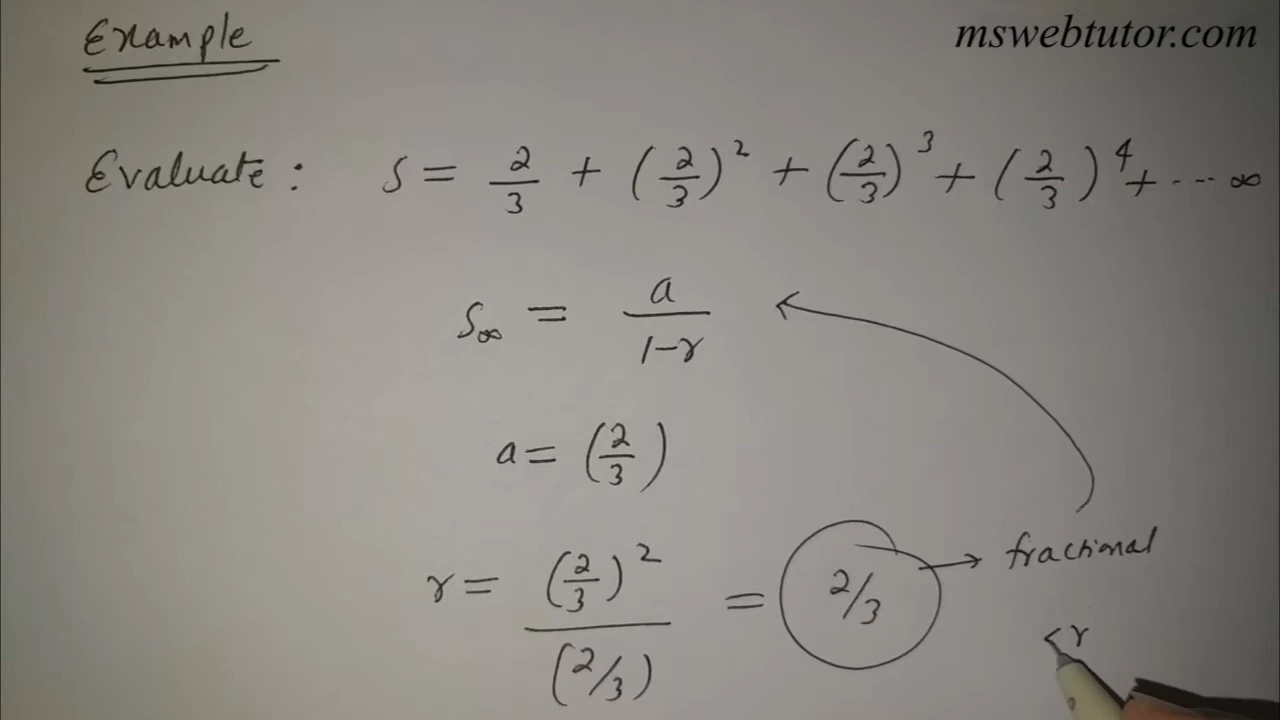 Example
mswebtutor.com
Evaluate: S = 2/3 + (2/3)^2 + (2/3)^3 + (2/3)^4 + ... ∞
S∞ = a/(1-r)
a = (2/3)
r = (2/3)^2/(2/3) = 2/3 → fractional
<r